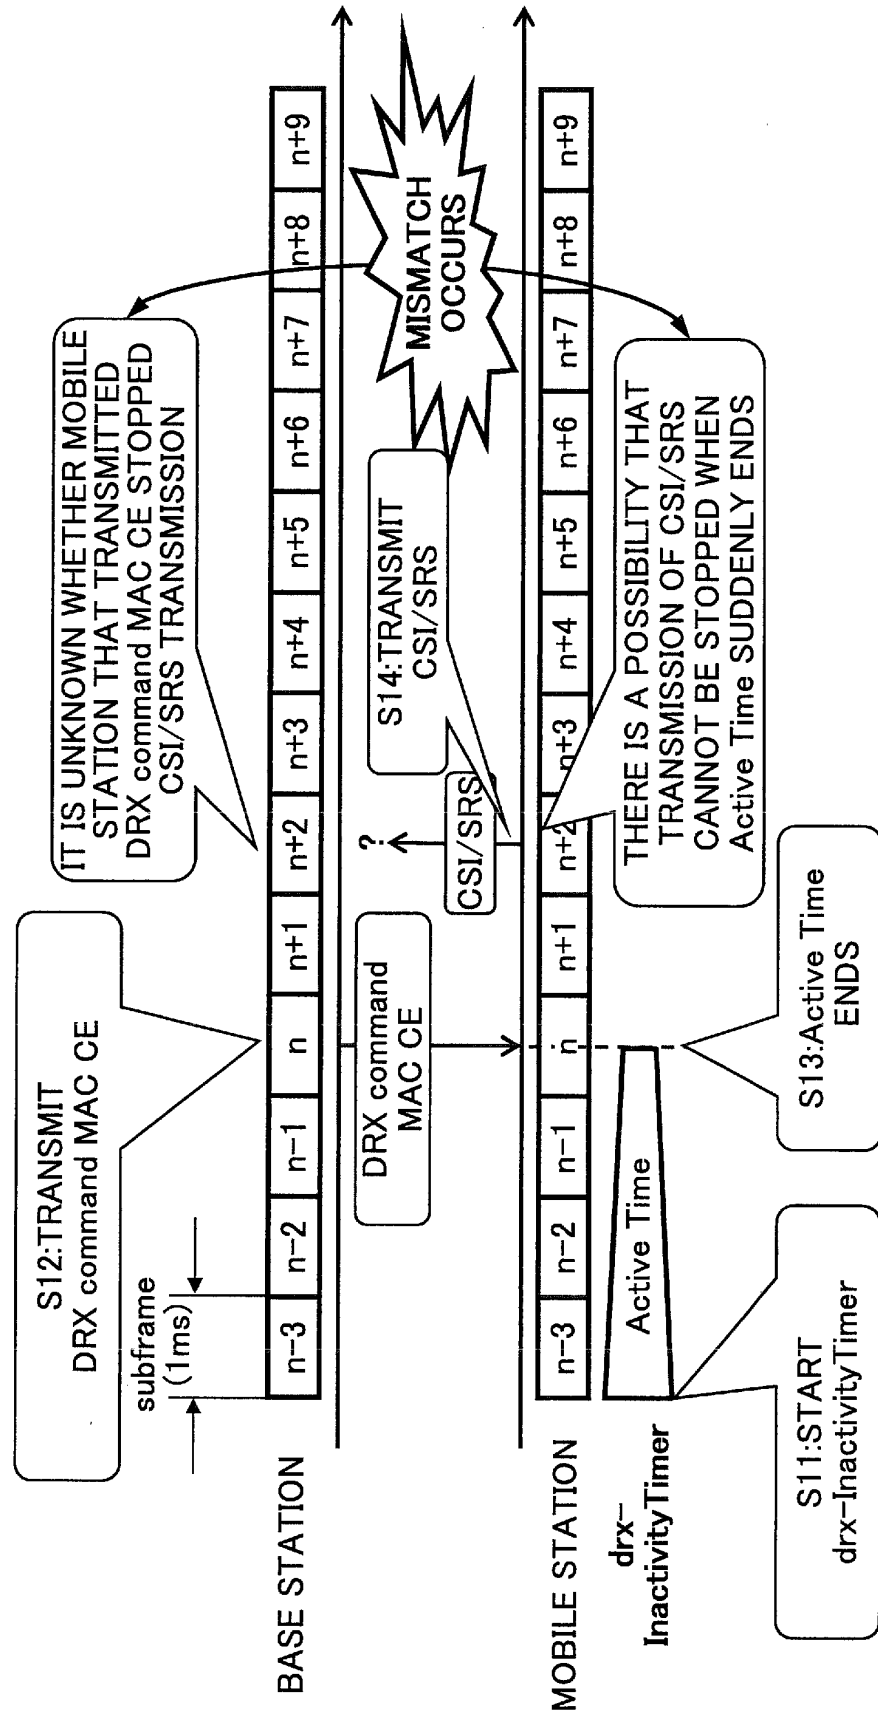 S12:TRANSMIT
DRX command MAC CE
IT IS UNKNOWN WHETHER MOBILE
STATION THAT TRANSMITTED
DRX command MAC CE STOPPED
CSI/SRS TRANSMISSION
subframe
(1ms)
BASE STATION
n-3 n-2 n-1 n n+1 n+2 n+3 n+4 n+5 n+6 n+7 n+8 n+9
DRX command
MAC CE
?
CSI/SRS
S14:TRANSMIT
CSI/SRS
MISMATCH
OCCURS
MOBILE STATION
n-3 n-2 n-1 n n+1 n+2 n+3 n+4 n+5 n+6 n+7 n+8 n+9
drx-
InactivityTimer
Active Time
THERE IS A POSSIBILITY THAT
TRANSMISSION OF CSI/SRS
CANNOT BE STOPPED WHEN
Active Time SUDDENLY ENDS
S11:START
drx-InactivityTimer
S13:Active Time
ENDS